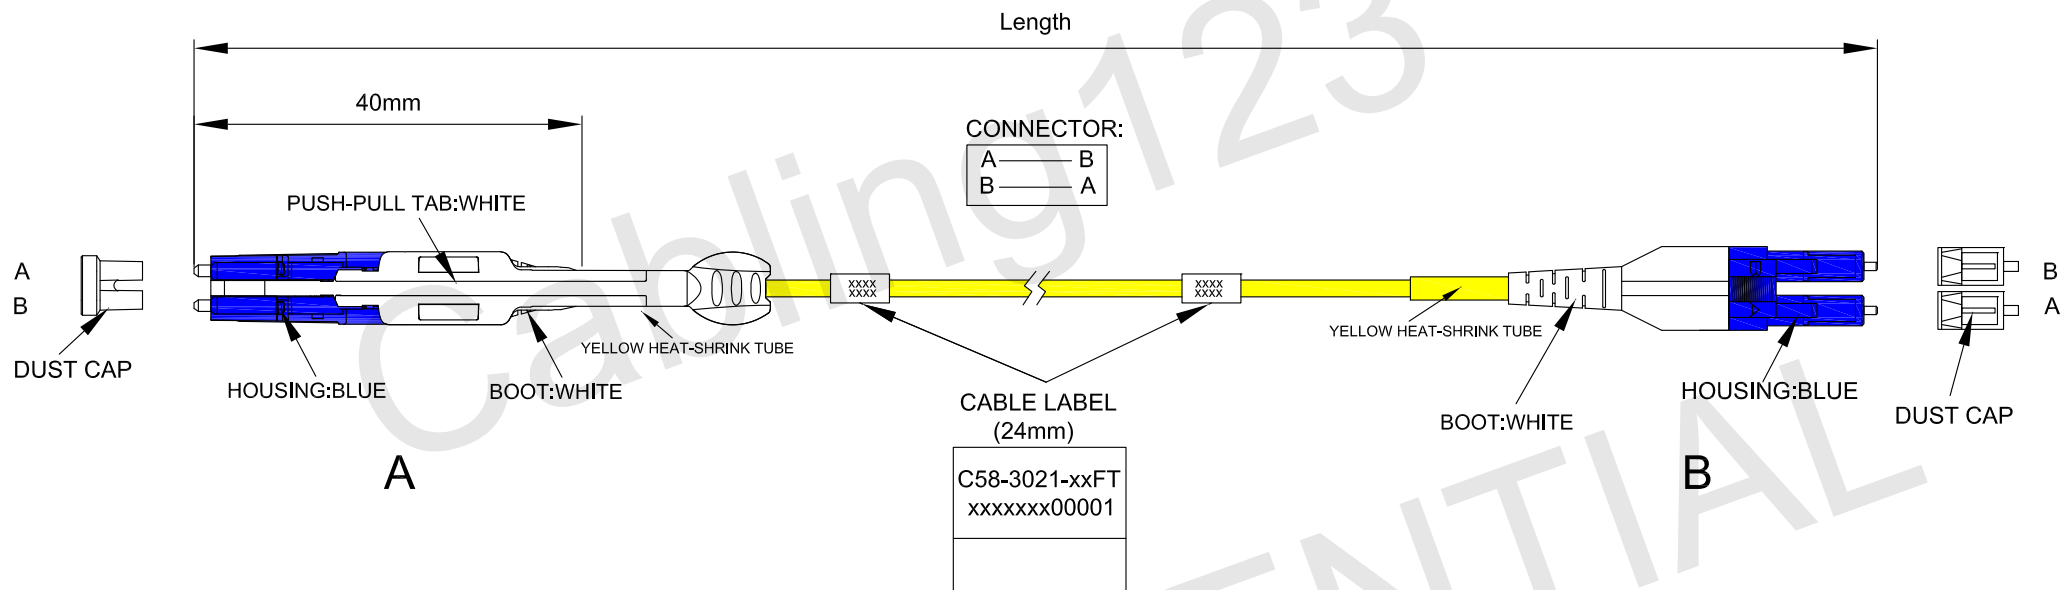 Length
40mm
CONNECTOR:
A B
B A
PUSH-PULL TAB:WHITE
A
B
B
A
XXXX
XXXX
XXXX
XXXX
DUST CAP
HOUSING:BLUE
BOOT:WHITE
YELLOW HEAT-SHRINK TUBE
YELLOW HEAT-SHRINK TUBE
BOOT:WHITE
HOUSING:BLUE
DUST CAP
CABLE LABEL
(24mm)
C58-3021-xxFT
xxxxxxx00001
A
B
Cabling123
ENTIAL